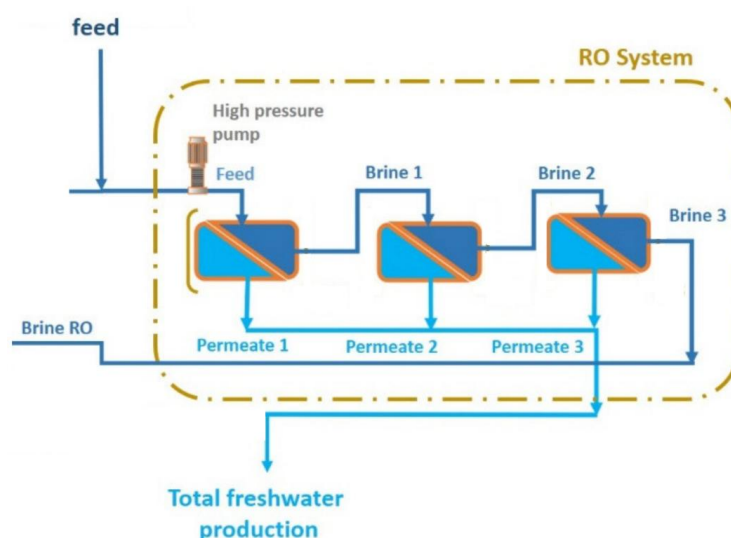 feed
RO System
High pressure
pump
Feed
Brine 1
Brine 2
Brine 3
Brine RO
Permeate 1
Permeate 2
Permeate 3
Total freshwater
production